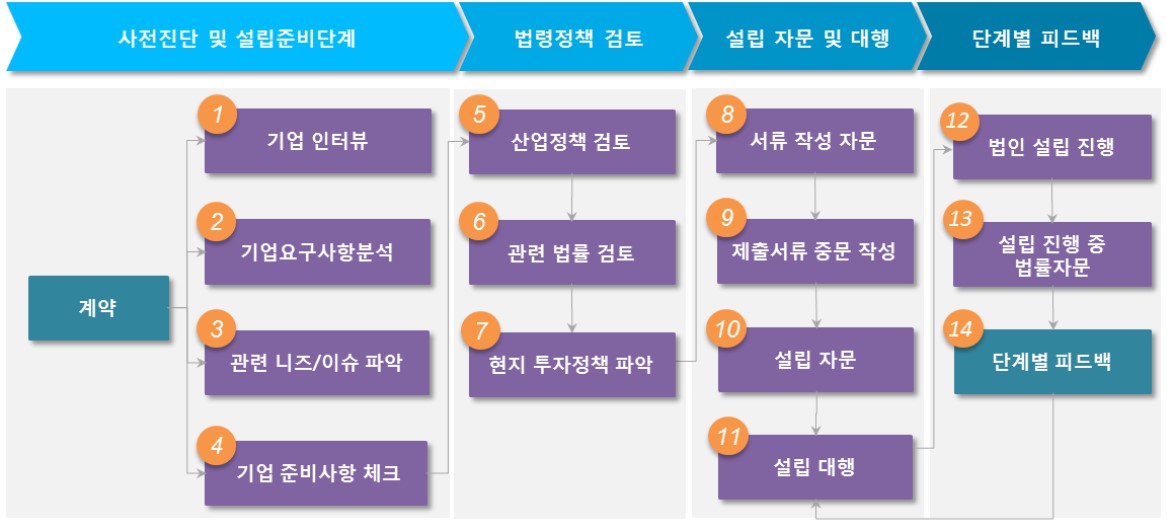 사전진단 및 설립준비단계
법령정책 검토
설립 자문 및 대행
단계별 피드백
계약
1
기업 인터뷰
2
기업요구사항분석
3
관련 니즈/이슈 파악
4
기업 준비사항 체크
5
산업정책 검토
6
관련 법률 검토
7
현지 투자정책 파악
8
서류 작성 자문
9
제출서류 중문 작성
10
설립 자문
11
설립 대행
12
법인 설립 진행
13
설립 진행 중
법률자문
14
단계별 피드백